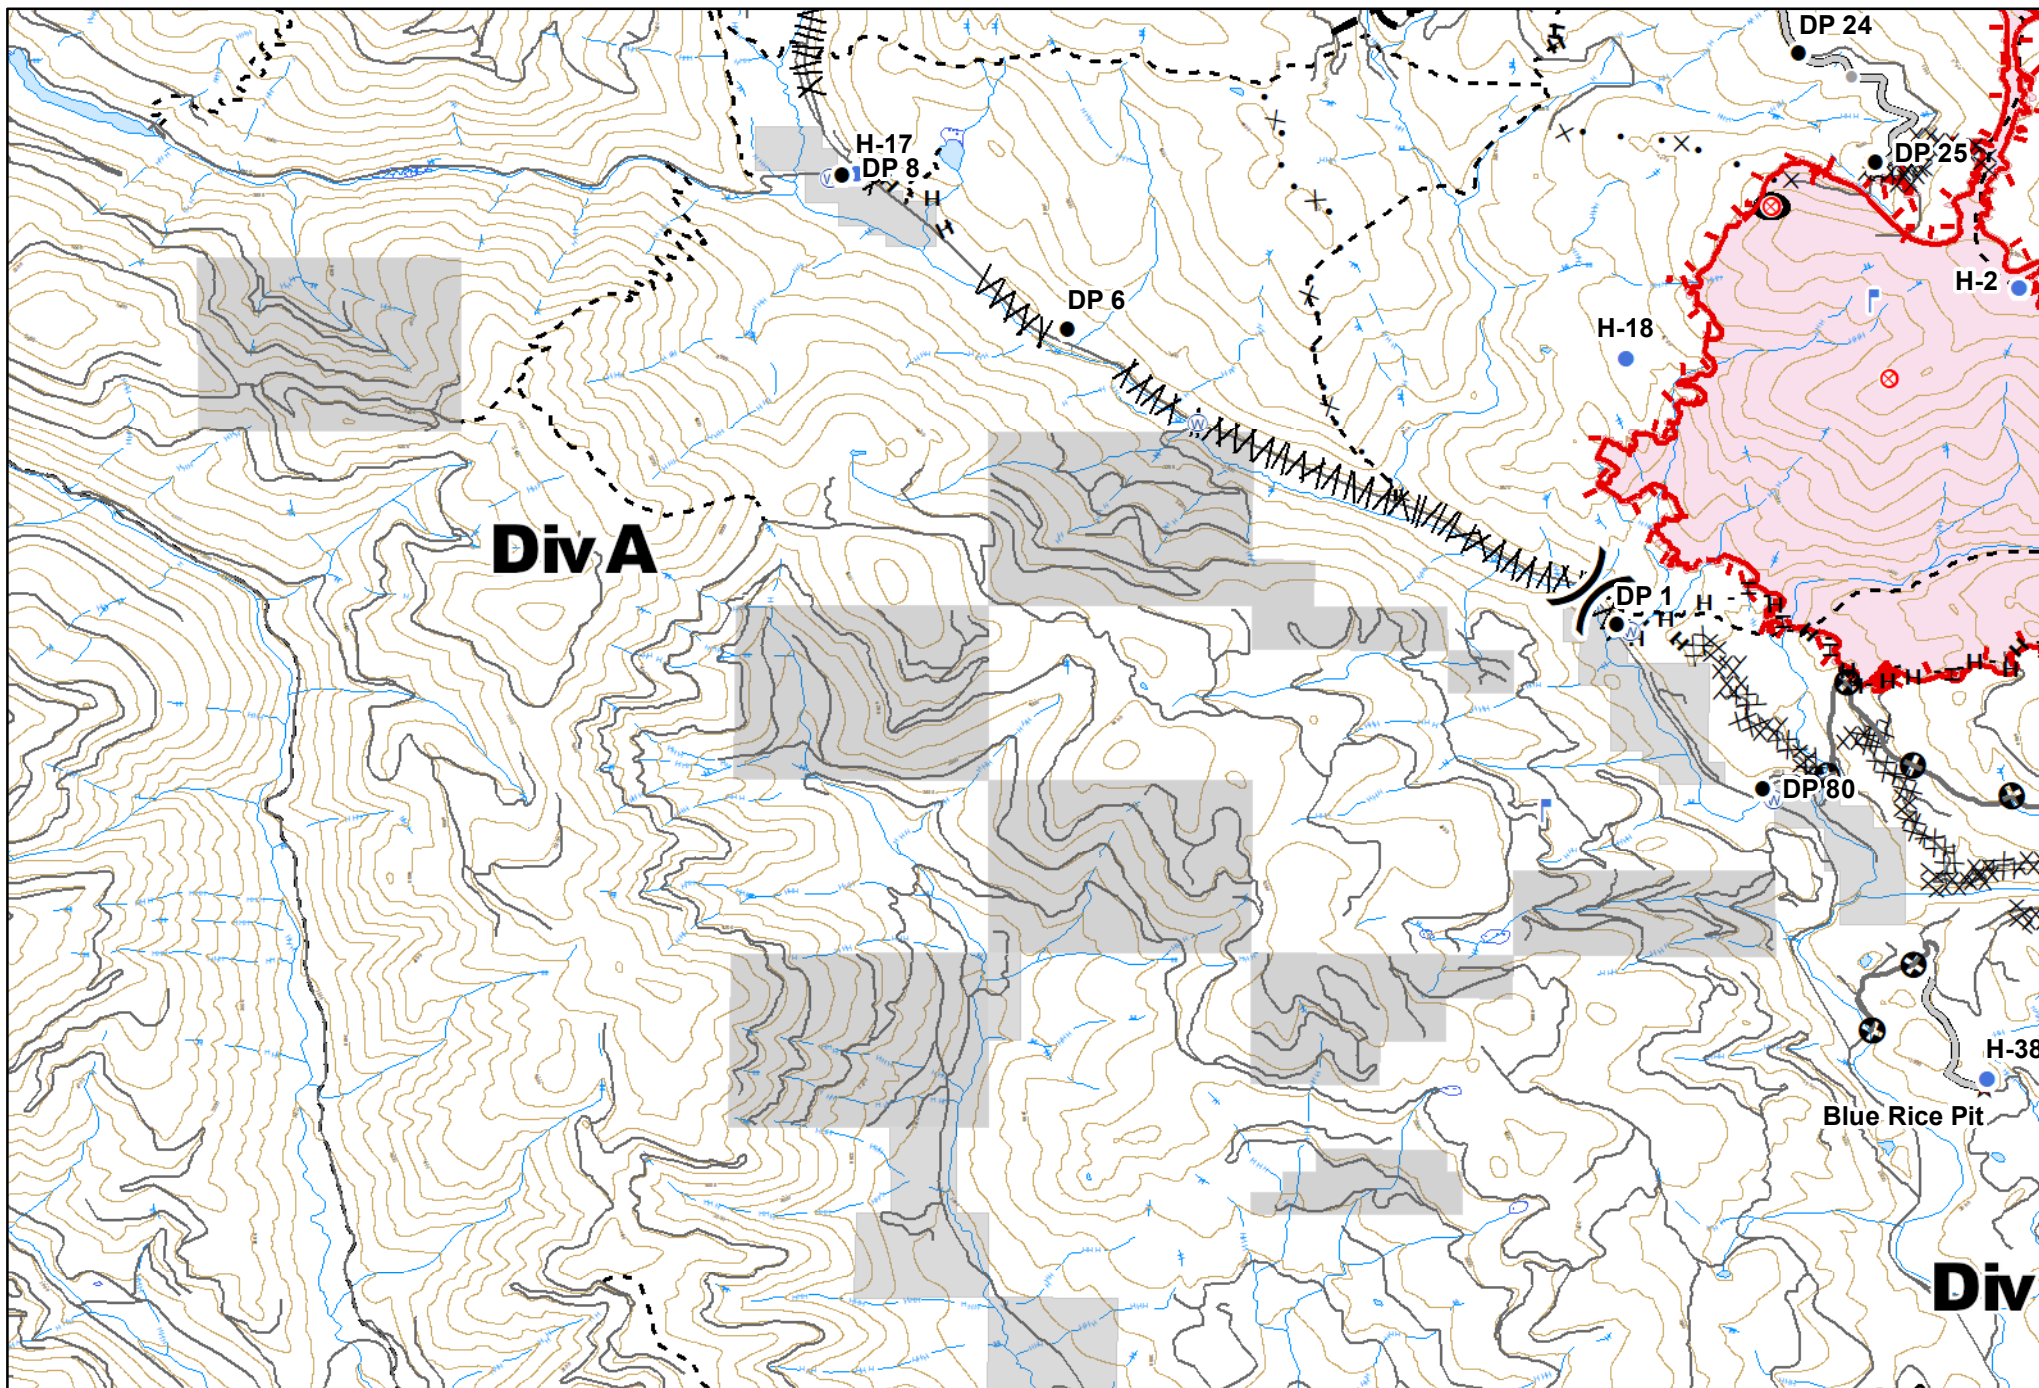 DP 24
H-17
DP 8
DP 25
H-2
DP 6
H-18
Div A
DP 1
DP 80
H-38
Blue Rice Pit
Div